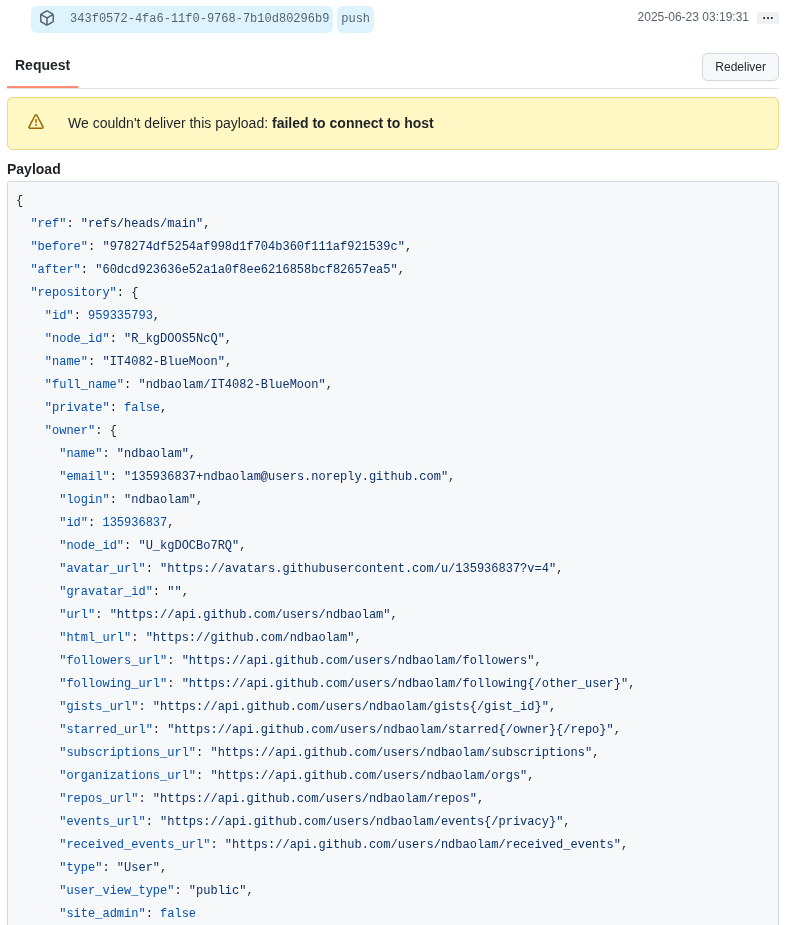 343f0572-4fa6-11f0-9768-7b10d80296b9 push 2025-06-23 03:19:31 ...
Request Redeliver
We couldn't deliver this payload: failed to connect to host
Payload
{
  "ref": "refs/heads/main",
  "before": "978274df5254af998d1f704b360f111af921539c",
  "after": "60dcd923636e52a1a0f8ee6216858bcf82657ea5",
  "repository": {
    "id": 959335793,
    "node_id": "R_kgDOOS5NcQ",
    "name": "IT4082-BlueMoon",
    "full_name": "ndbaolam/IT4082-BlueMoon",
    "private": false,
    "owner": {
      "name": "ndbaolam",
      "email": "135936837+ndbaolam@users.noreply.github.com",
      "login": "ndbaolam",
      "id": 135936837,
      "node_id": "U_kgDOCBo7RQ",
      "avatar_url": "https://avatars.githubusercontent.com/u/135936837?v=4",
      "gravatar_id": "",
      "url": "https://api.github.com/users/ndbaolam",
      "html_url": "https://github.com/ndbaolam",
      "followers_url": "https://api.github.com/users/ndbaolam/followers",
      "following_url": "https://api.github.com/users/ndbaolam/following{/other_user}",
      "gists_url": "https://api.github.com/users/ndbaolam/gists{/gist_id}",
      "starred_url": "https://api.github.com/users/ndbaolam/starred{/owner}{/repo}",
      "subscriptions_url": "https://api.github.com/users/ndbaolam/subscriptions",
      "organizations_url": "https://api.github.com/users/ndbaolam/orgs",
      "repos_url": "https://api.github.com/users/ndbaolam/repos",
      "events_url": "https://api.github.com/users/ndbaolam/events{/privacy}",
      "received_events_url": "https://api.github.com/users/ndbaolam/received_events",
      "type": "User",
      "user_view_type": "public",
      "site_admin": false